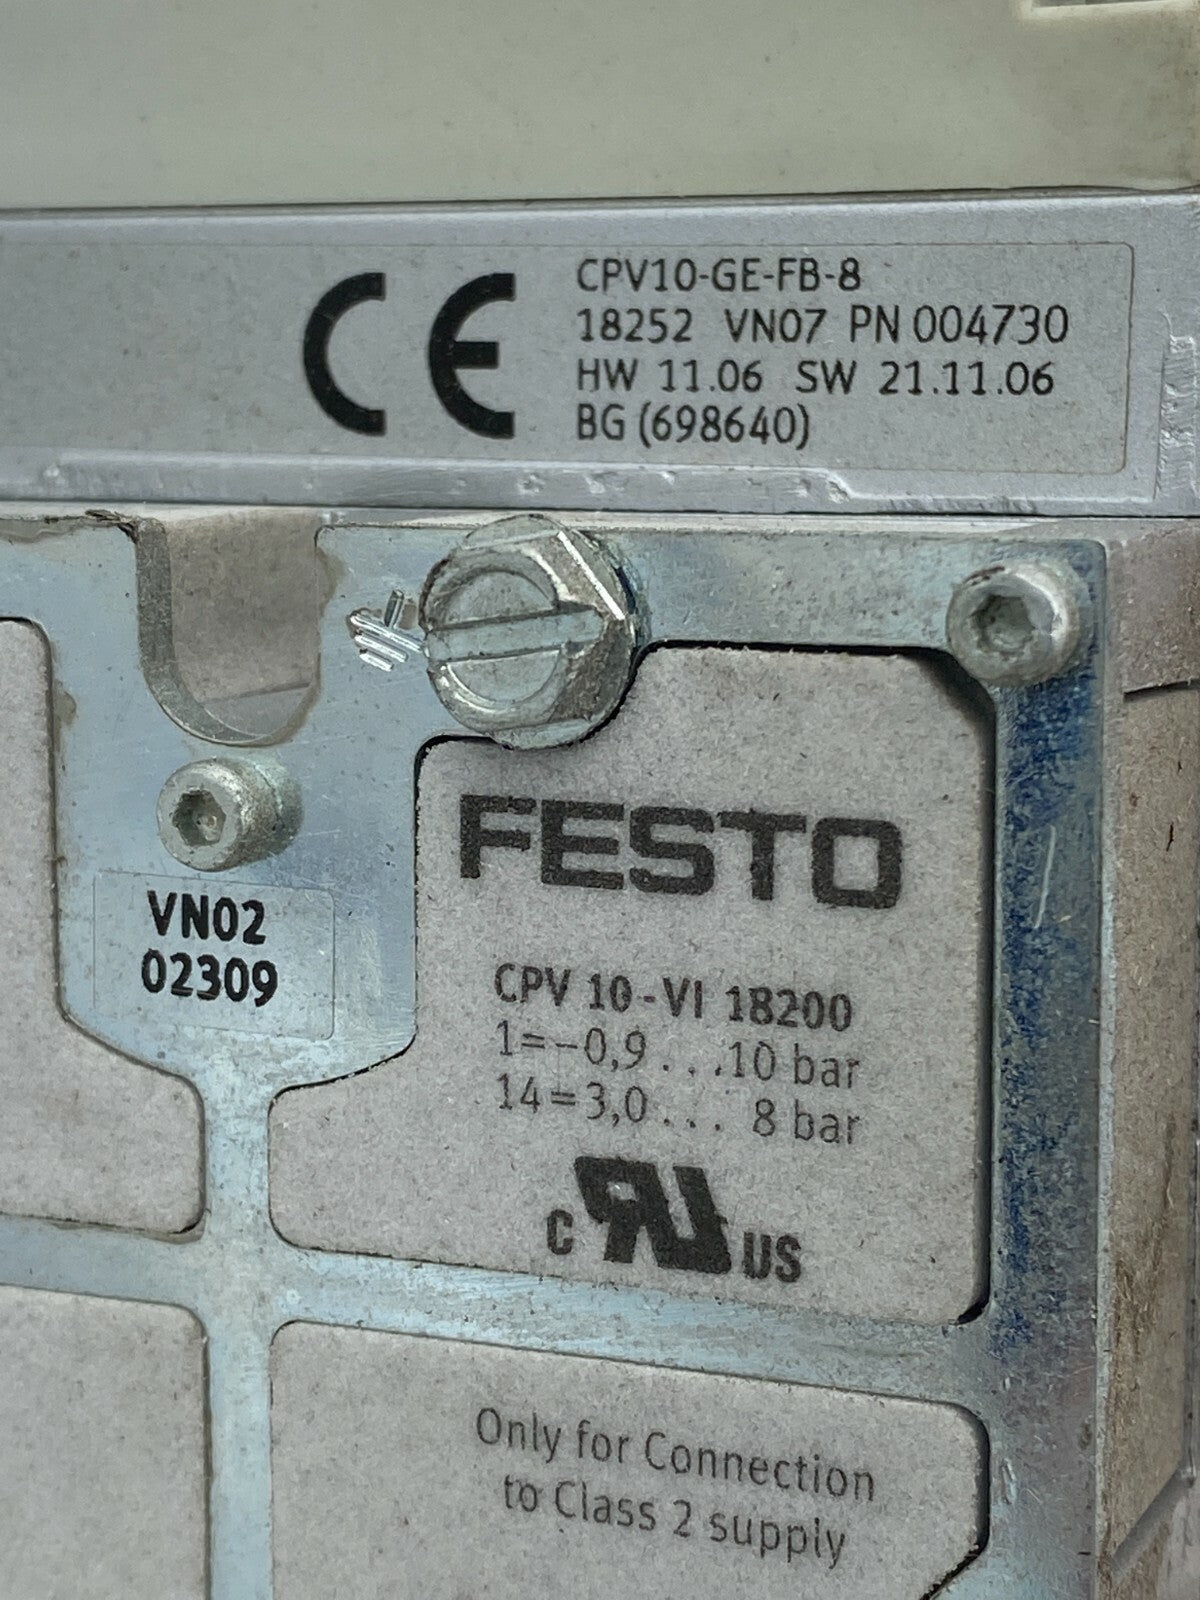 CE
CPV10-GE-FB-8
18252 VN07 PN 004730
HW 11.06 SW 21.11.06
BG (698640)
VN02
02309
FESTO
CPV 10-VI 18200
1=-0,9...10 bar
14=3,0... 8 bar
C RU US
Only for Connection
to Class 2 supply